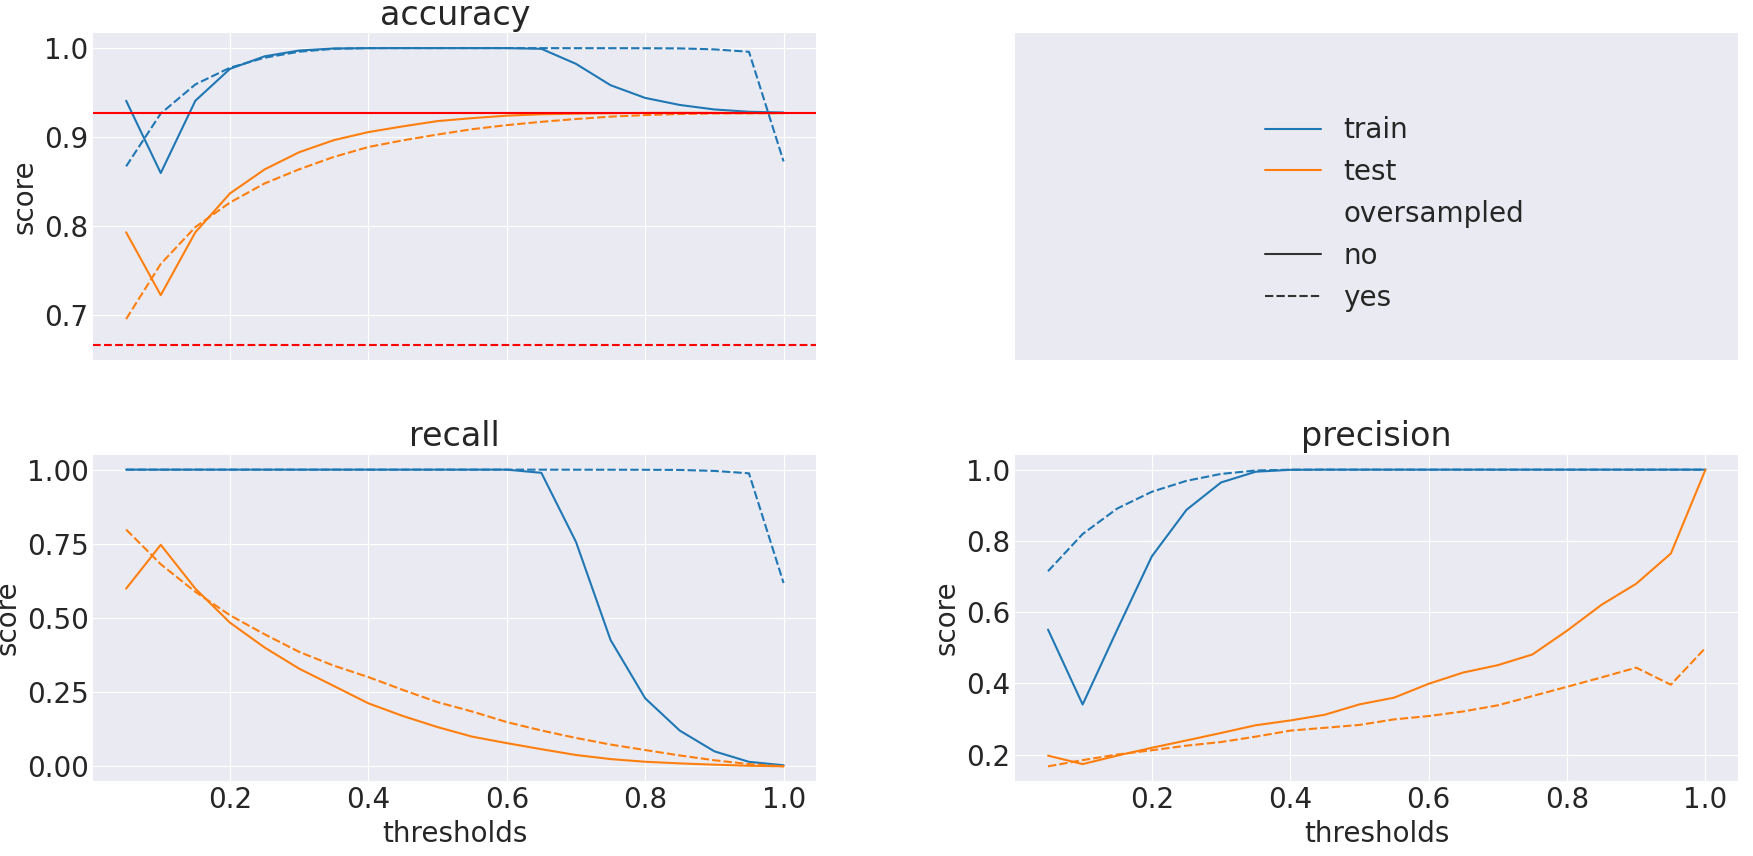 accuracy
1.0
0.9
0.8
0.7
score
train
test
oversampled
no
yes
recall
1.00
0.75
0.50
0.25
0.00
score
0.2 0.4 0.6 0.8 1.0
thresholds
precision
1.0
0.8
0.6
0.4
0.2
score
0.2 0.4 0.6 0.8 1.0
thresholds